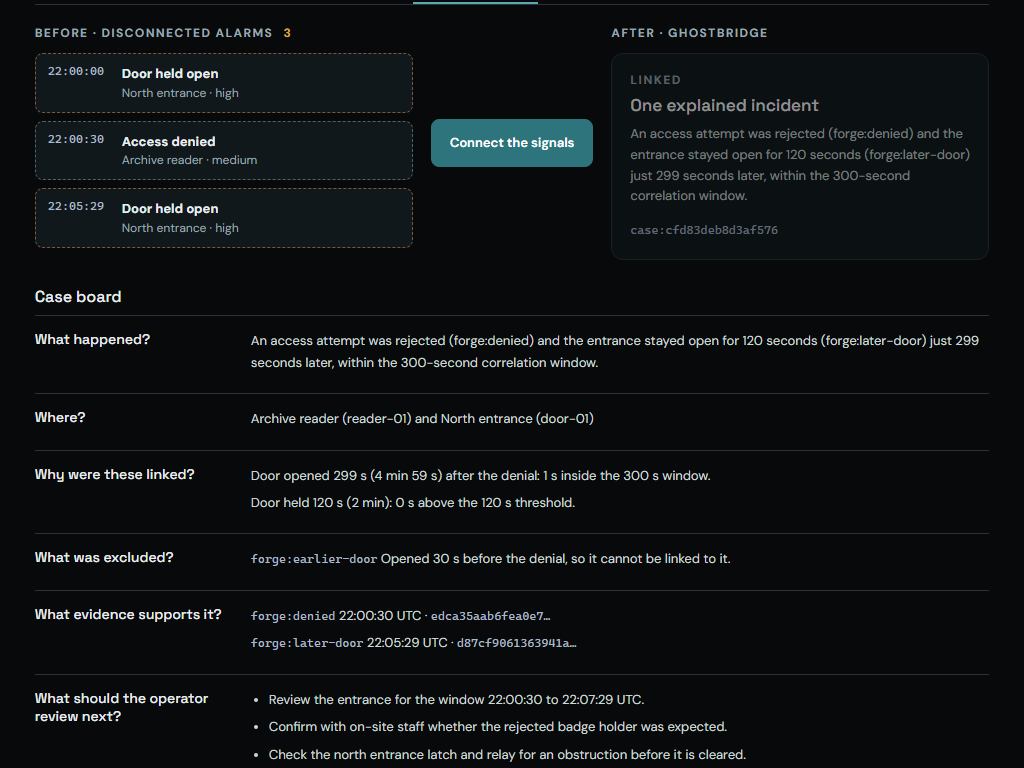 BEFORE · DISCONNECTED ALARMS 3
22:00:00 Door held open
North entrance · high
22:00:30 Access denied
Archive reader · medium
22:05:29 Door held open
North entrance · high
Connect the signals
AFTER · GHOSTBRIDGE
LINKED
One explained incident
An access attempt was rejected (forge:denied) and the
entrance stayed open for 120 seconds (forge:later-door)
just 299 seconds later, within the 300-second
correlation window.
case:cfd83deb8d3af576
Case board
What happened?
An access attempt was rejected (forge:denied) and the entrance stayed open for 120 seconds (forge:later-door) just 299
seconds later, within the 300-second correlation window.
Where?
Archive reader (reader-01) and North entrance (door-01)
Why were these linked?
Door opened 299 s (4 min 59 s) after the denial: 1 s inside the 300 s window.
Door held 120 s (2 min): 0 s above the 120 s threshold.
What was excluded?
forge:earlier-door Opened 30 s before the denial, so it cannot be linked to it.
What evidence supports it?
forge:denied 22:00:30 UTC · edca35aab6fea0e7…
forge:later-door 22:05:29 UTC · d87cf9061363941a…
What should the operator
review next?
• Review the entrance for the window 22:00:30 to 22:07:29 UTC.
• Confirm with on-site staff whether the rejected badge holder was expected.
• Check the north entrance latch and relay for an obstruction before it is cleared.